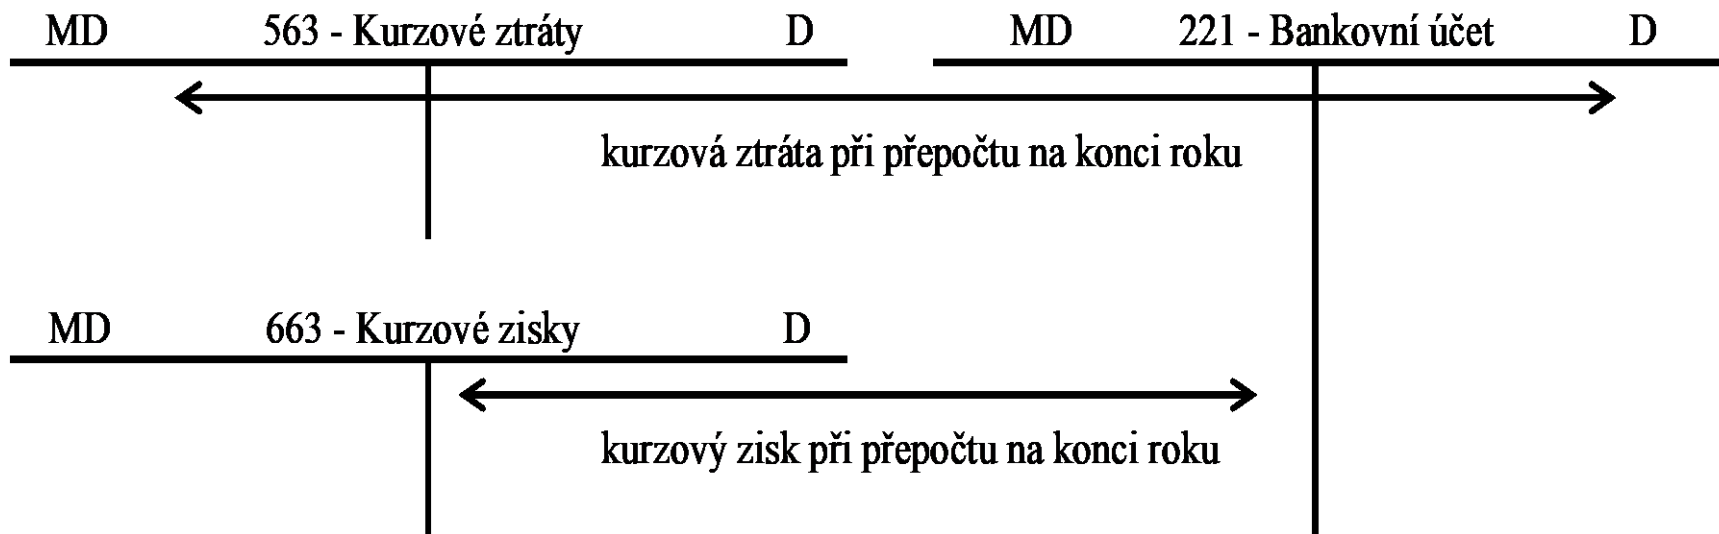 MD 563 - Kurzové ztráty D MD 221 - Bankovní účet D
kurzová ztráta při přepočtu na konci roku
MD 663 - Kurzové zisky D
kurzový zisk při přepočtu na konci roku